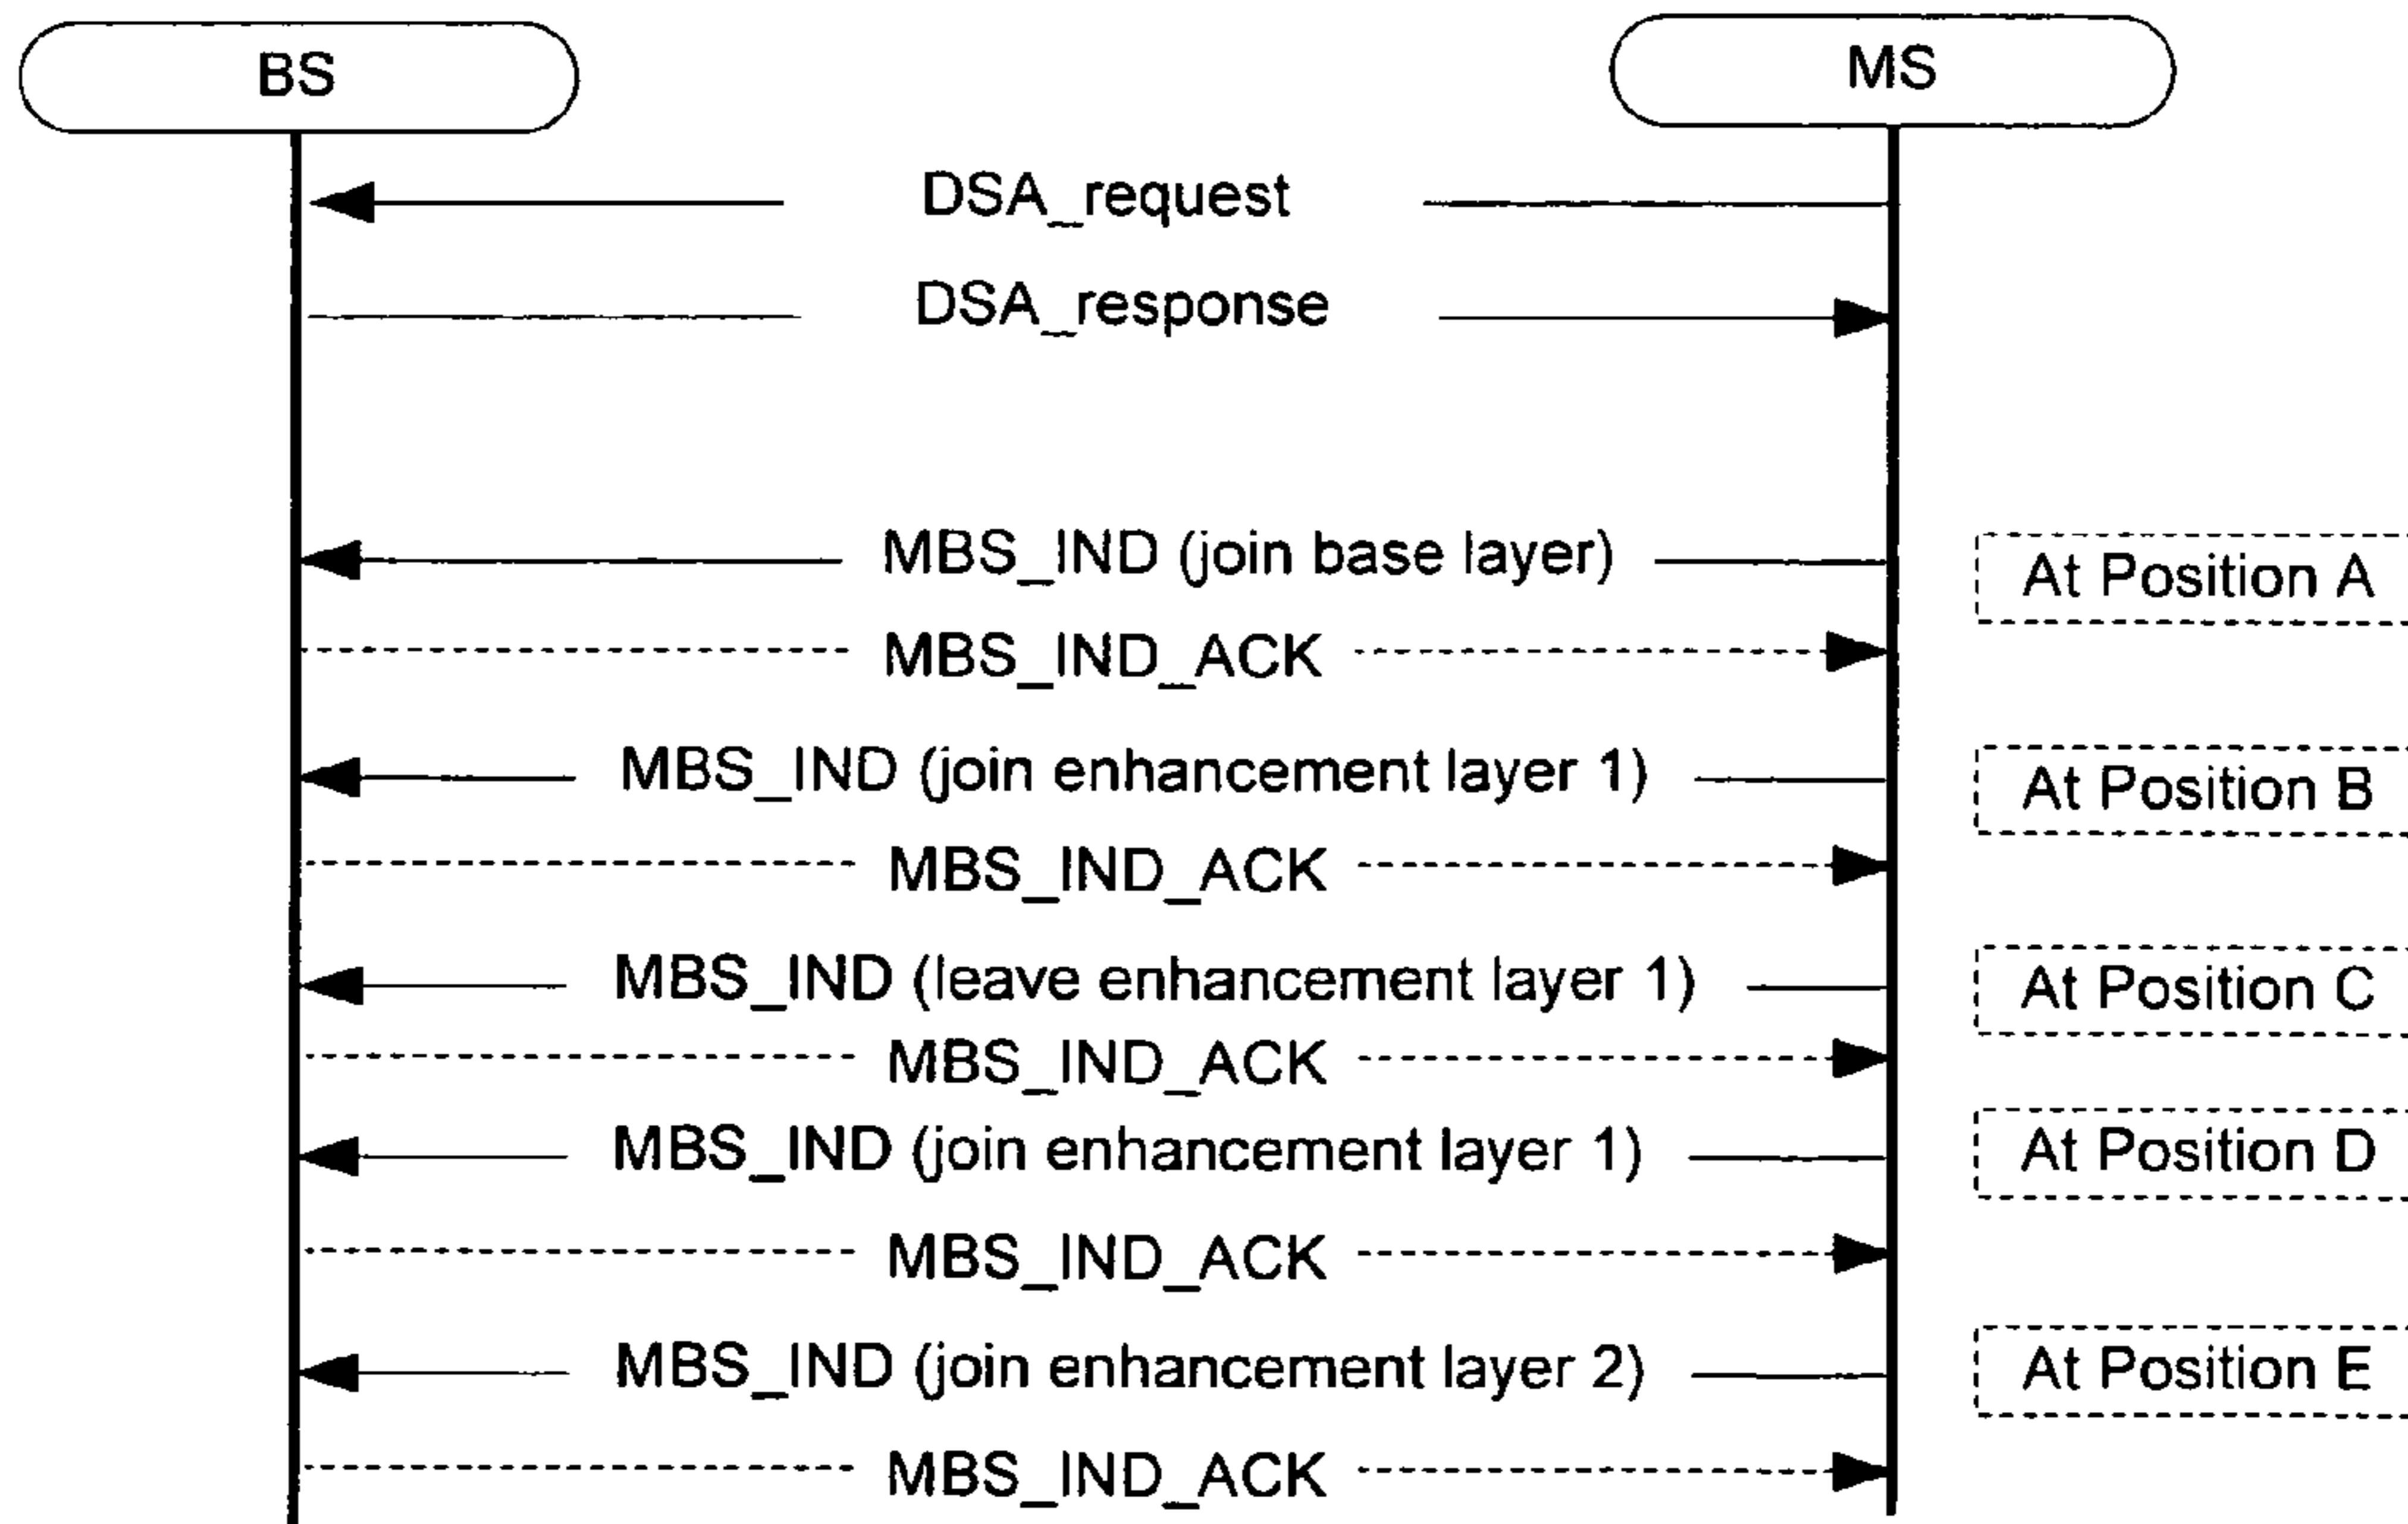 BS
MS
DSA_request
DSA_response
MBS_IND (join base layer)
At Position A
MBS_IND_ACK
MBS_IND (join enhancement layer 1)
At Position B
MBS_IND_ACK
MBS_IND (leave enhancement layer 1)
At Position C
MBS_IND_ACK
MBS_IND (join enhancement layer 1)
At Position D
MBS_IND_ACK
MBS_IND (join enhancement layer 2)
At Position E
MBS_IND_ACK